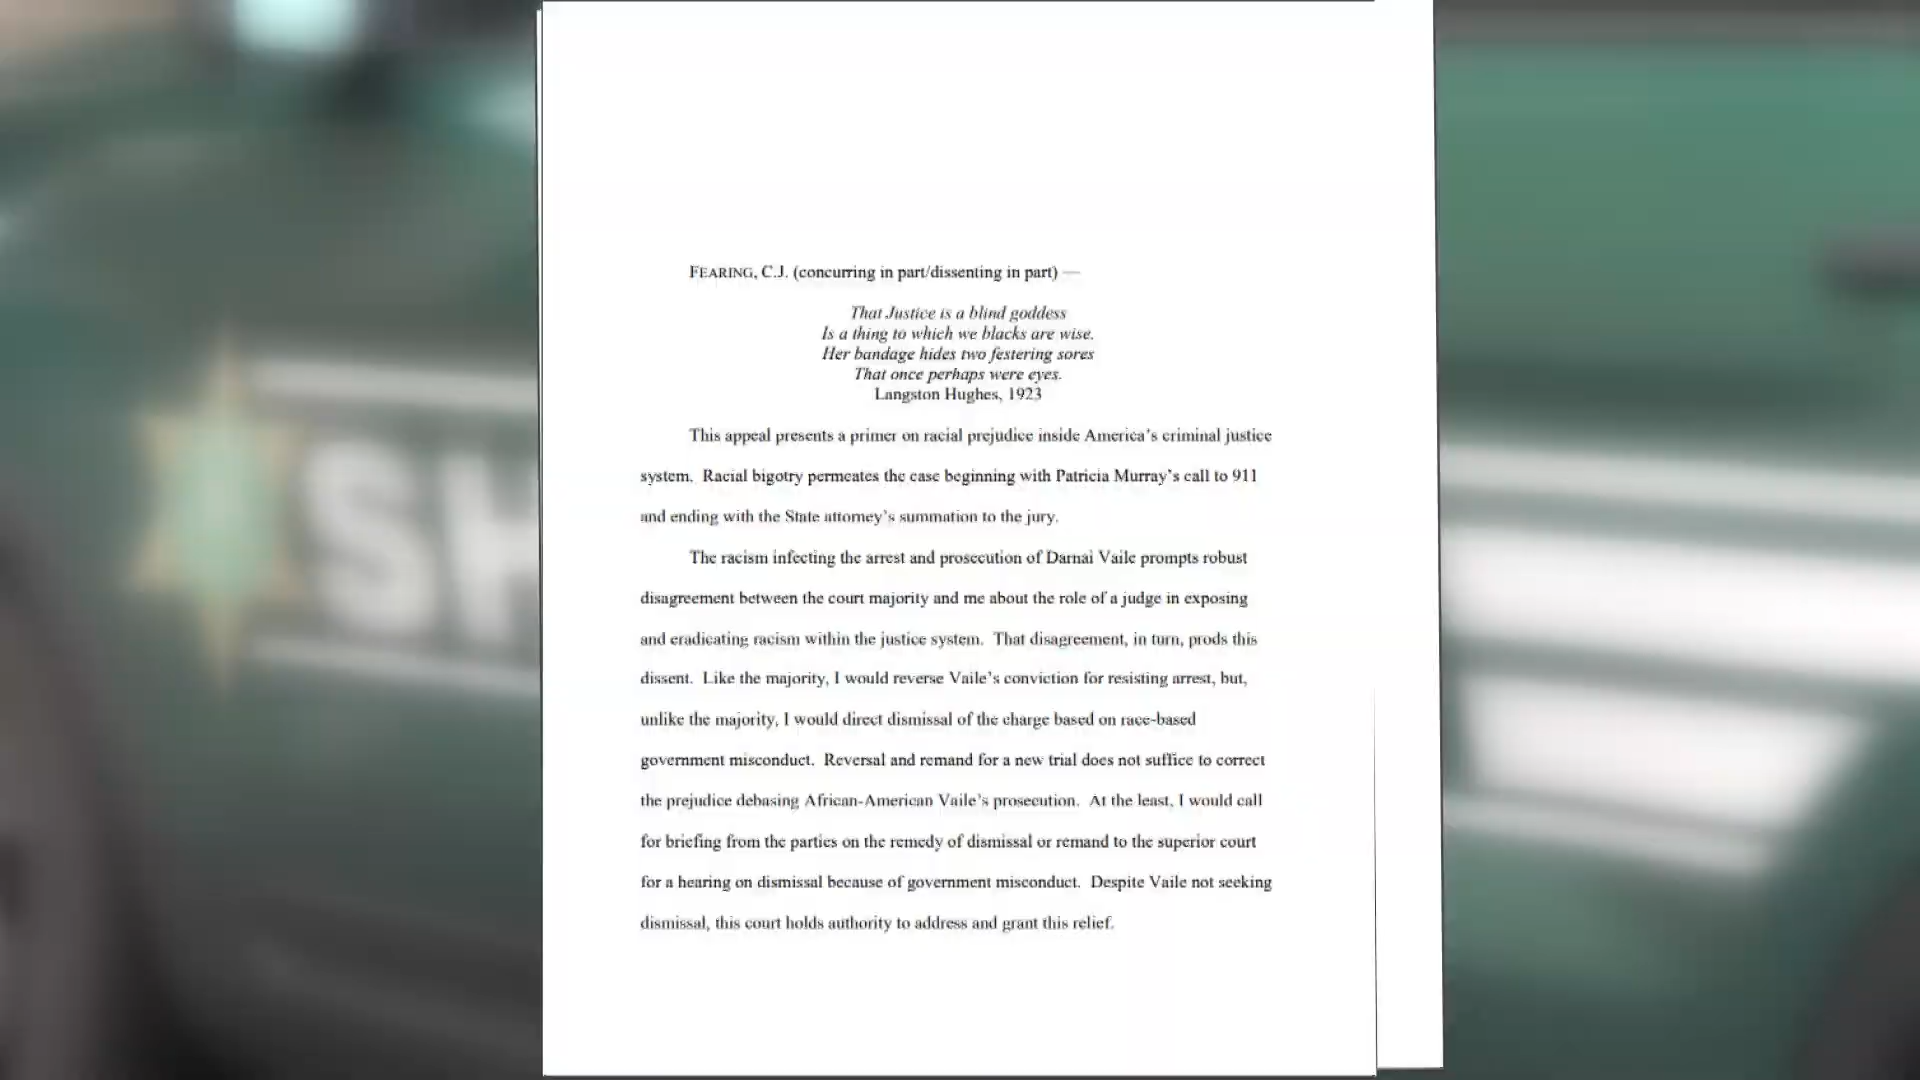 SH
FEARING, C.J. (concurring in part/dissenting in part) —
That Justice is a blind goddess
Is a thing to which we blacks are wise.
Her bandage hides two festering sores
That once perhaps were eyes.
Langston Hughes, 1923
This appeal presents a primer on racial prejudice inside America's criminal justice
system.  Racial bigotry permeates the case beginning with Patricia Murray's call to 911
and ending with the State attorney's summation to the jury.
The racism infecting the arrest and prosecution of Darnai Vaile prompts robust
disagreement between the court majority and me about the role of a judge in exposing
and eradicating racism within the justice system.  That disagreement, in turn, prods this
dissent.  Like the majority, I would reverse Vaile's conviction for resisting arrest, but,
unlike the majority, I would direct dismissal of the charge based on race-based
government misconduct.  Reversal and remand for a new trial does not suffice to correct
the prejudice debasing African-American Vaile's prosecution.  At the least, I would call
for briefing from the parties on the remedy of dismissal or remand to the superior court
for a hearing on dismissal because of government misconduct.  Despite Vaile not seeking
dismissal, this court holds authority to address and grant this relief.